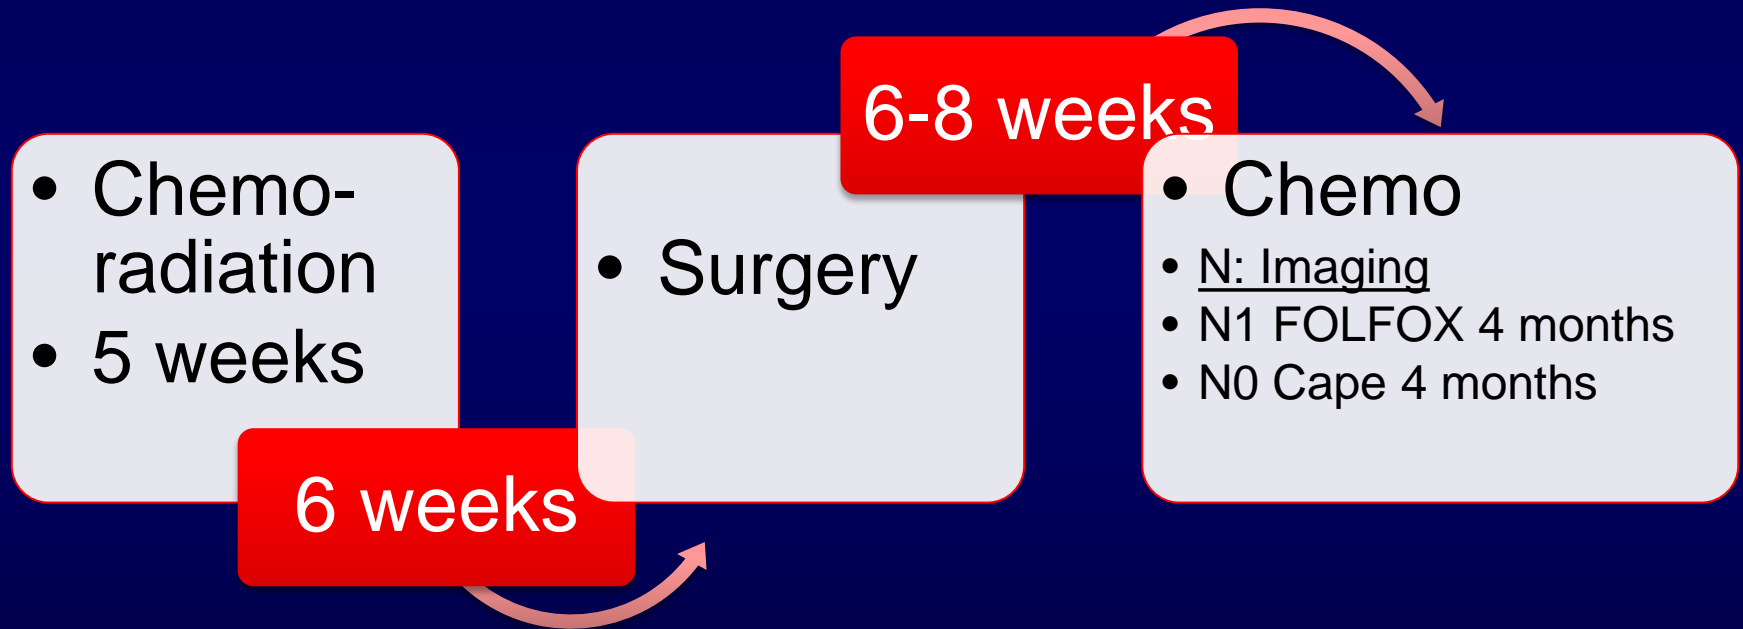 • Chemo-
radiation
• 5 weeks
6 weeks
• Surgery
6-8 weeks
• Chemo
• N: Imaging
• N1 FOLFOX 4 months
• N0 Cape 4 months